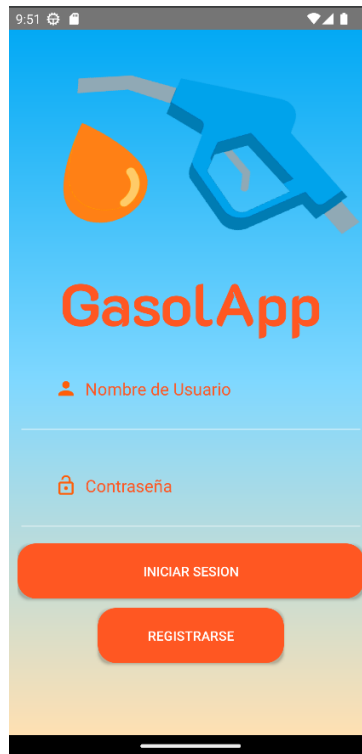 9:51
GasolApp
Nombre de Usuario
Contraseña
INICIAR SESION
REGISTRARSE